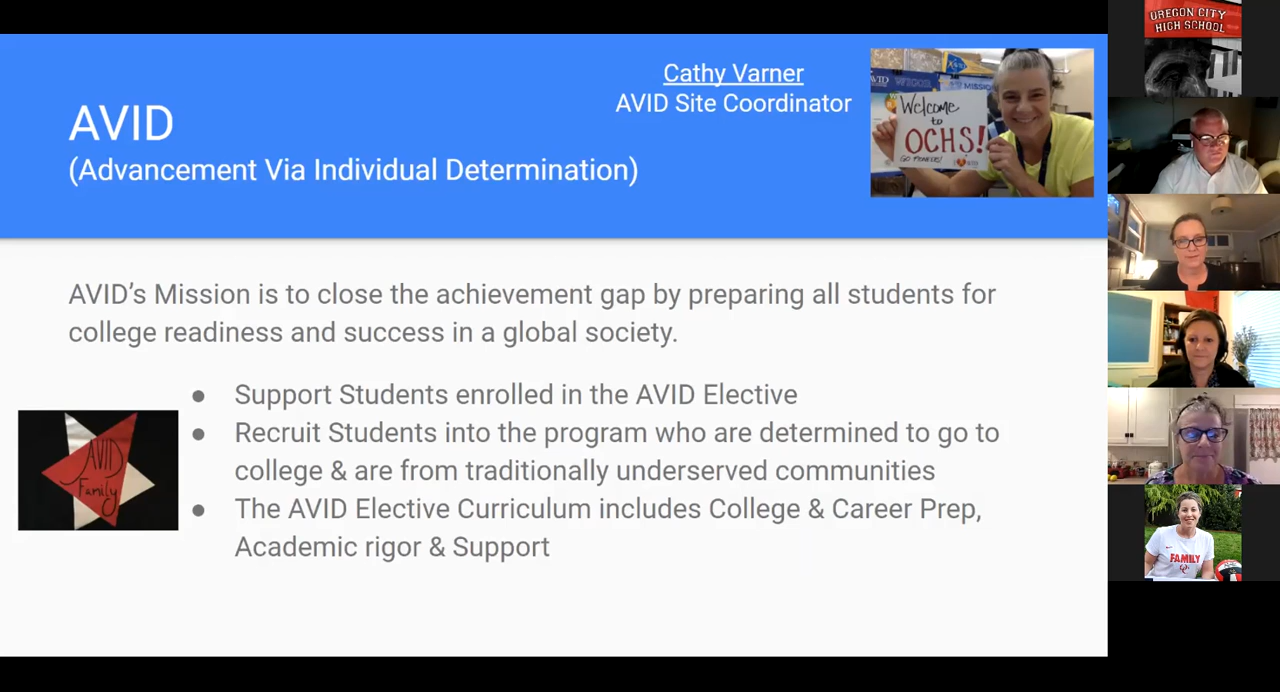 Cathy Varner
AVID Site Coordinator
AVID
(Advancement Via Individual Determination)
Welcome
to
OCHS!
GO PIONEERS!
AVID’s Mission is to close the achievement gap by preparing all students for
college readiness and success in a global society.
● Support Students enrolled in the AVID Elective
● Recruit Students into the program who are determined to go to
college & are from traditionally underserved communities
● The AVID Elective Curriculum includes College & Career Prep,
Academic rigor & Support
AVID
Family
OREGON CITY
HIGH SCHOOL
FAMILY